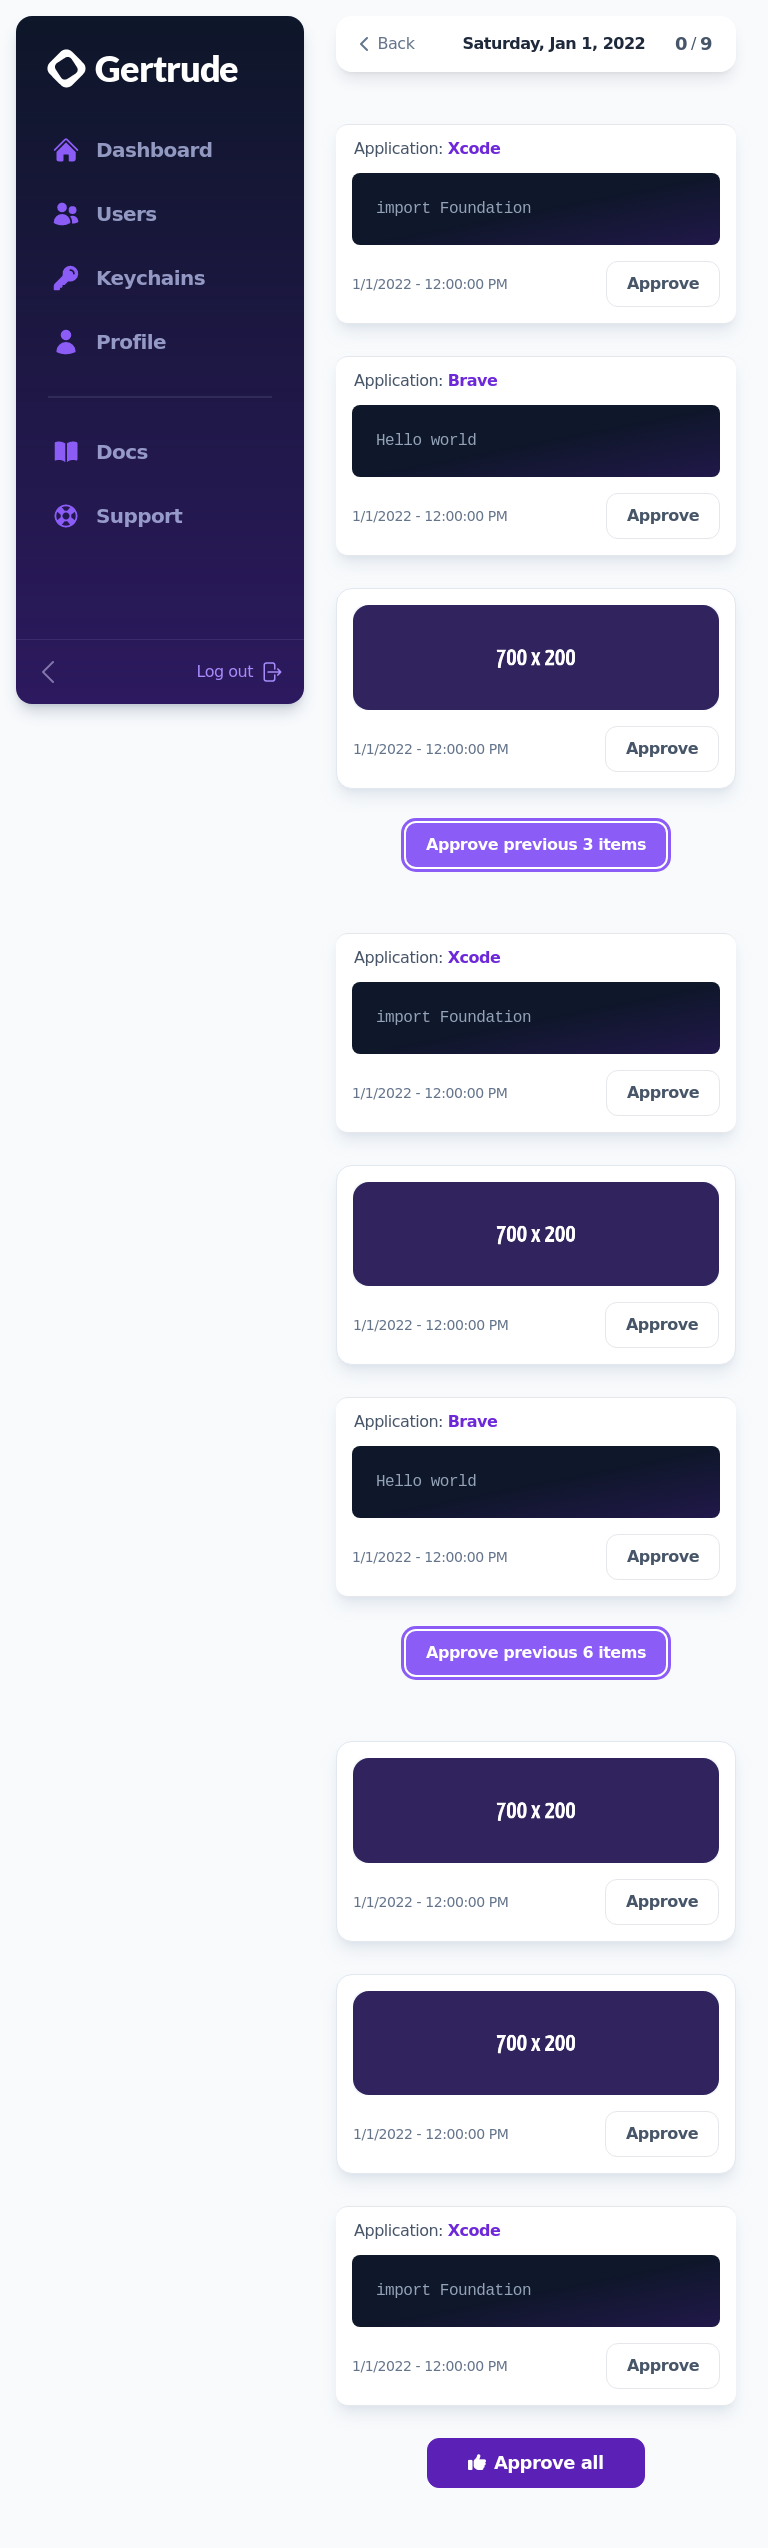 Gertrude
Dashboard
Users
Keychains
Profile
Docs
Support
Log out
Back
Saturday, Jan 1, 2022
0 / 9
Application: Xcode
import Foundation
1/1/2022 - 12:00:00 PM
Approve
Application: Brave
Hello world
1/1/2022 - 12:00:00 PM
Approve
700 x 200
1/1/2022 - 12:00:00 PM
Approve
Approve previous 3 items
Application: Xcode
import Foundation
1/1/2022 - 12:00:00 PM
Approve
700 x 200
1/1/2022 - 12:00:00 PM
Approve
Application: Brave
Hello world
1/1/2022 - 12:00:00 PM
Approve
Approve previous 6 items
700 x 200
1/1/2022 - 12:00:00 PM
Approve
700 x 200
1/1/2022 - 12:00:00 PM
Approve
Application: Xcode
import Foundation
1/1/2022 - 12:00:00 PM
Approve
Approve all